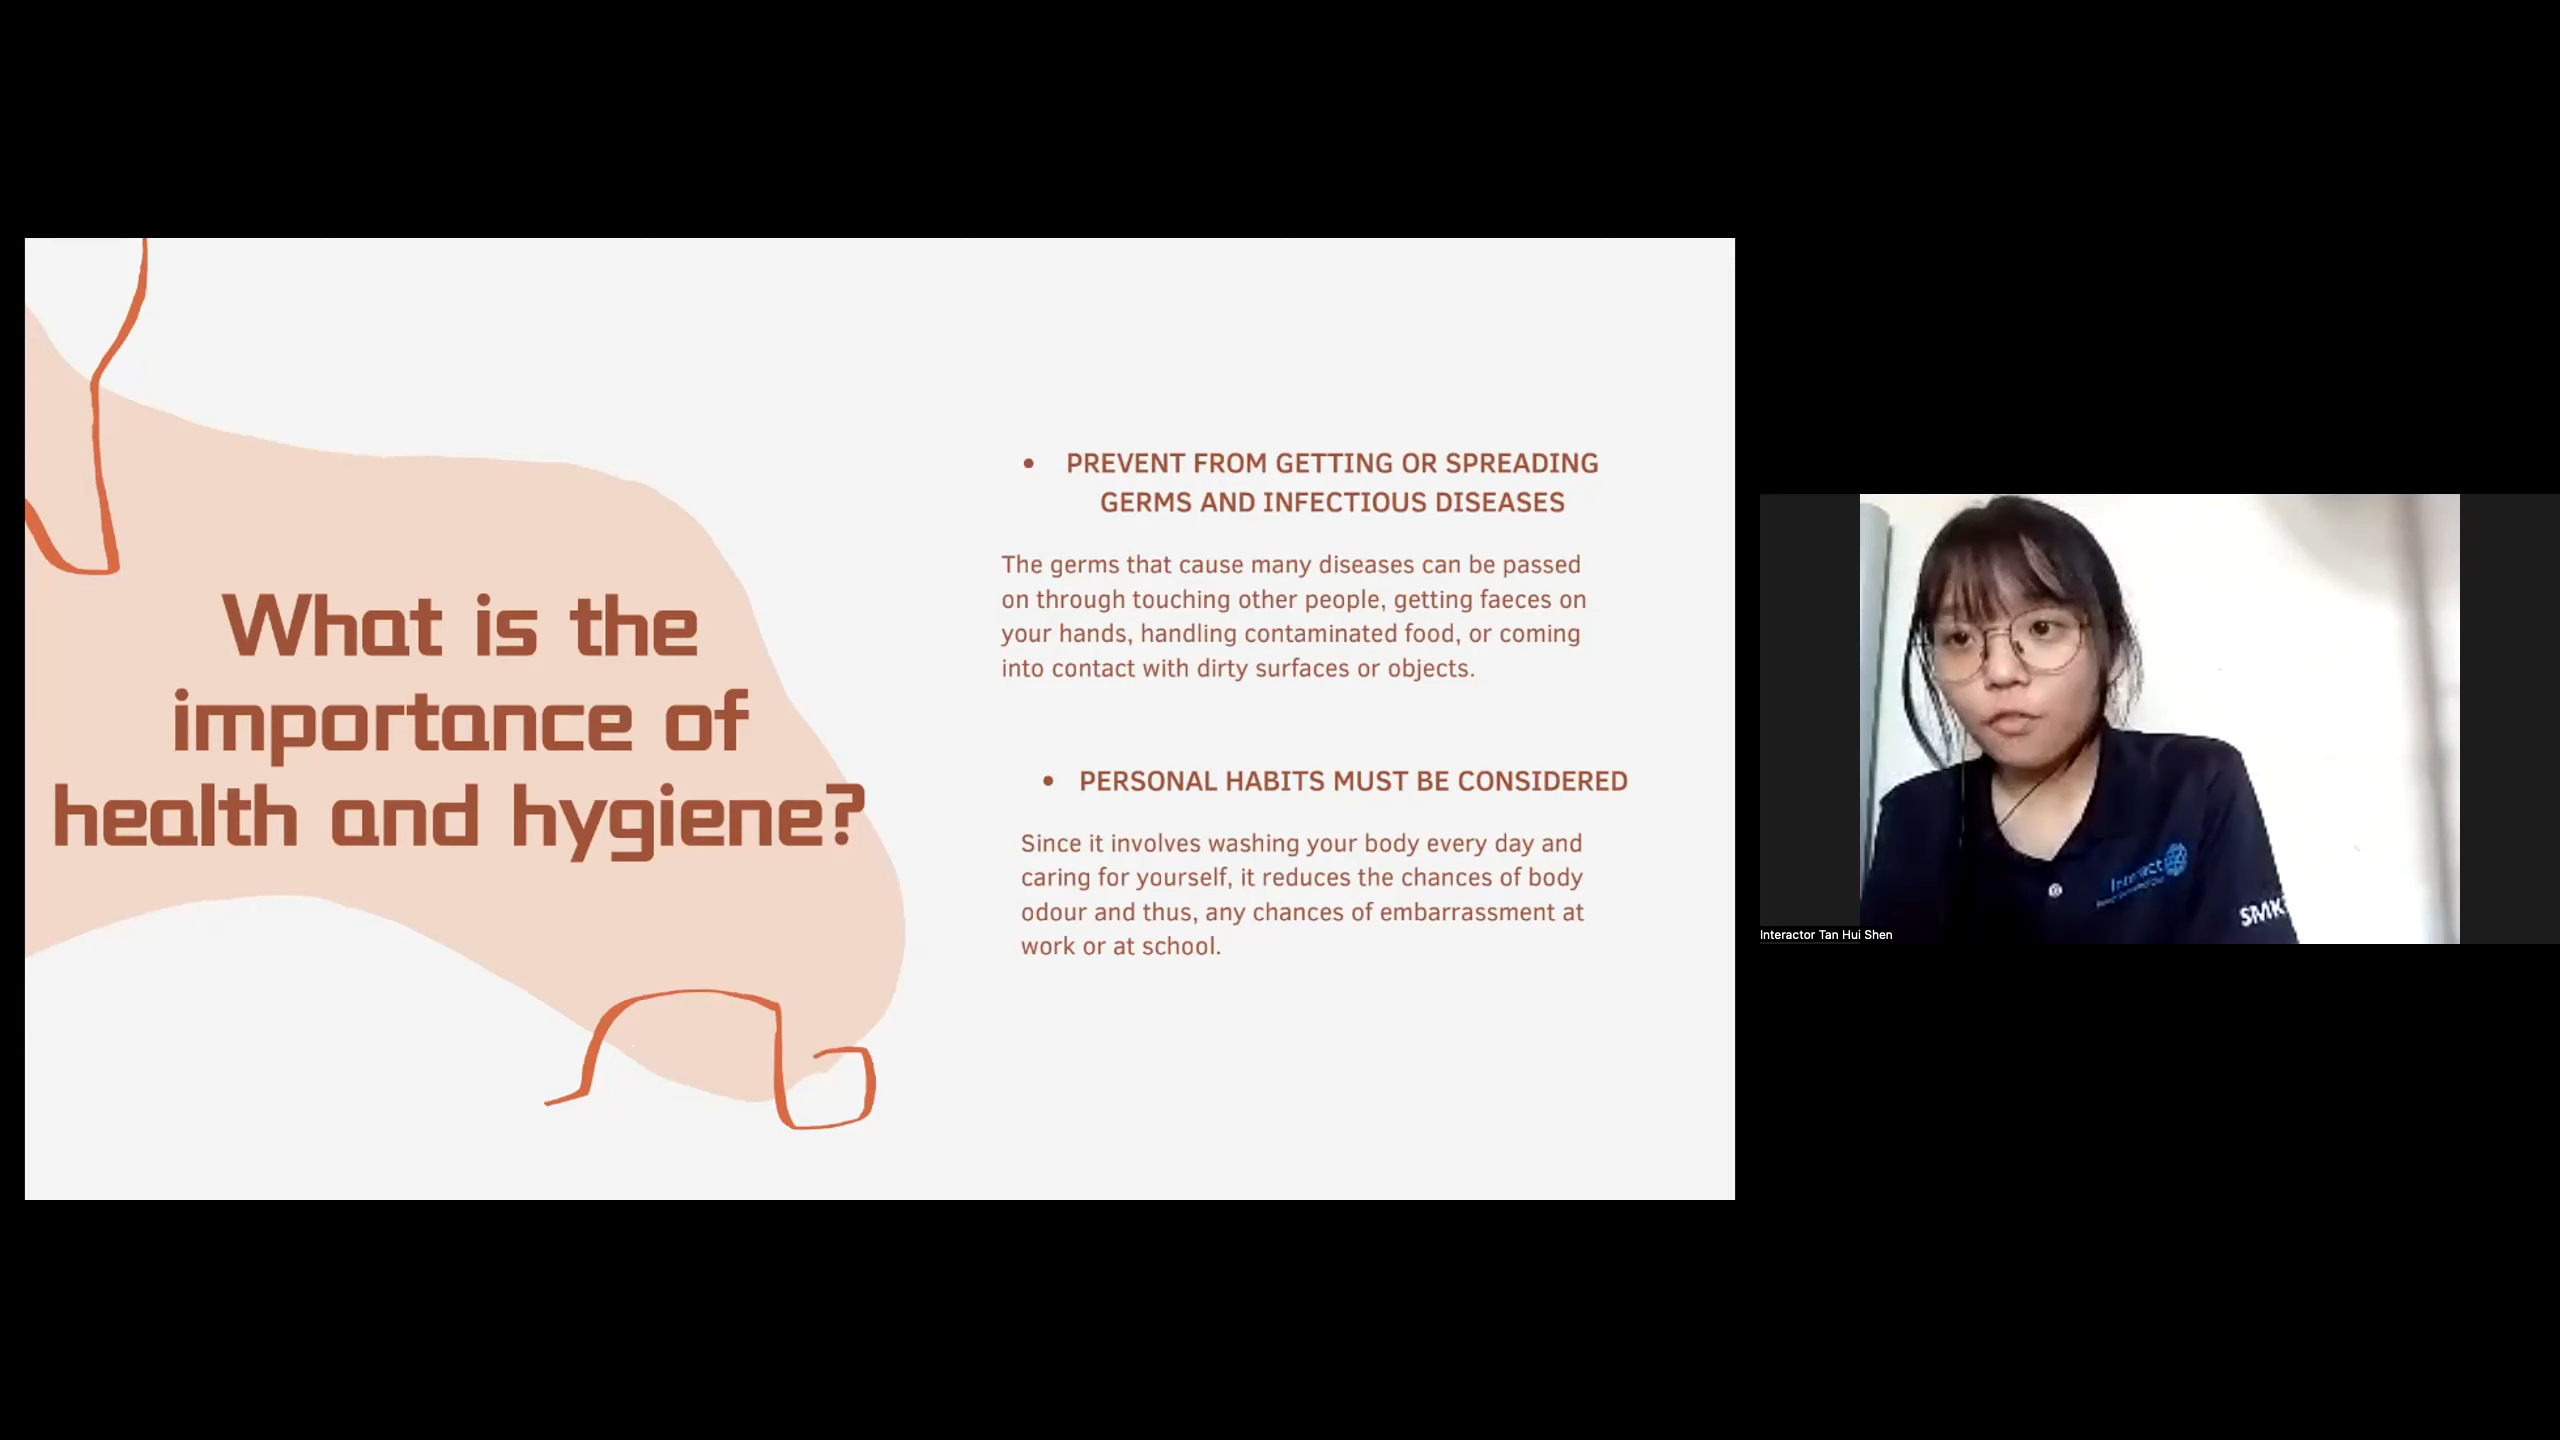 What is the
importance of
health and hygiene?
• PREVENT FROM GETTING OR SPREADING
GERMS AND INFECTIOUS DISEASES
The germs that cause many diseases can be passed
on through touching other people, getting faeces on
your hands, handling contaminated food, or coming
into contact with dirty surfaces or objects.
• PERSONAL HABITS MUST BE CONSIDERED
Since it involves washing your body every day and
caring for yourself, it reduces the chances of body
odour and thus, any chances of embarrassment at
work or at school.
Interact
SMK
Interactor Tan Hui Shen